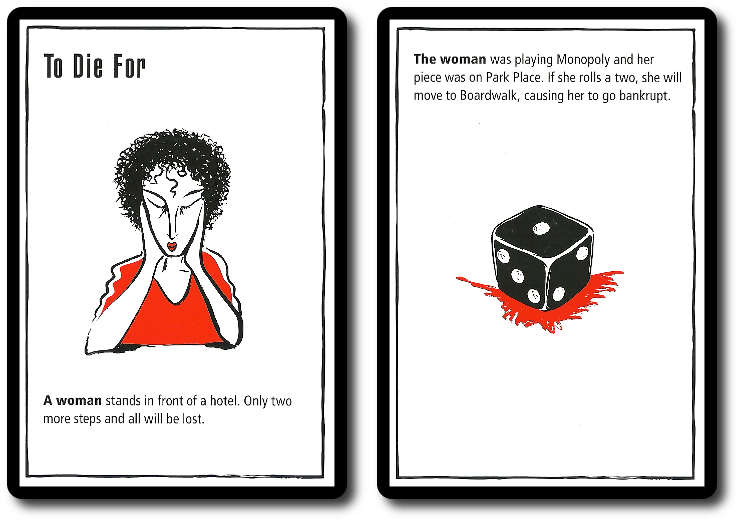 To Die For
A woman stands in front of a hotel. Only two
more steps and all will be lost.
The woman was playing Monopoly and her
piece was on Park Place. If she rolls a two, she will
move to Boardwalk, causing her to go bankrupt.